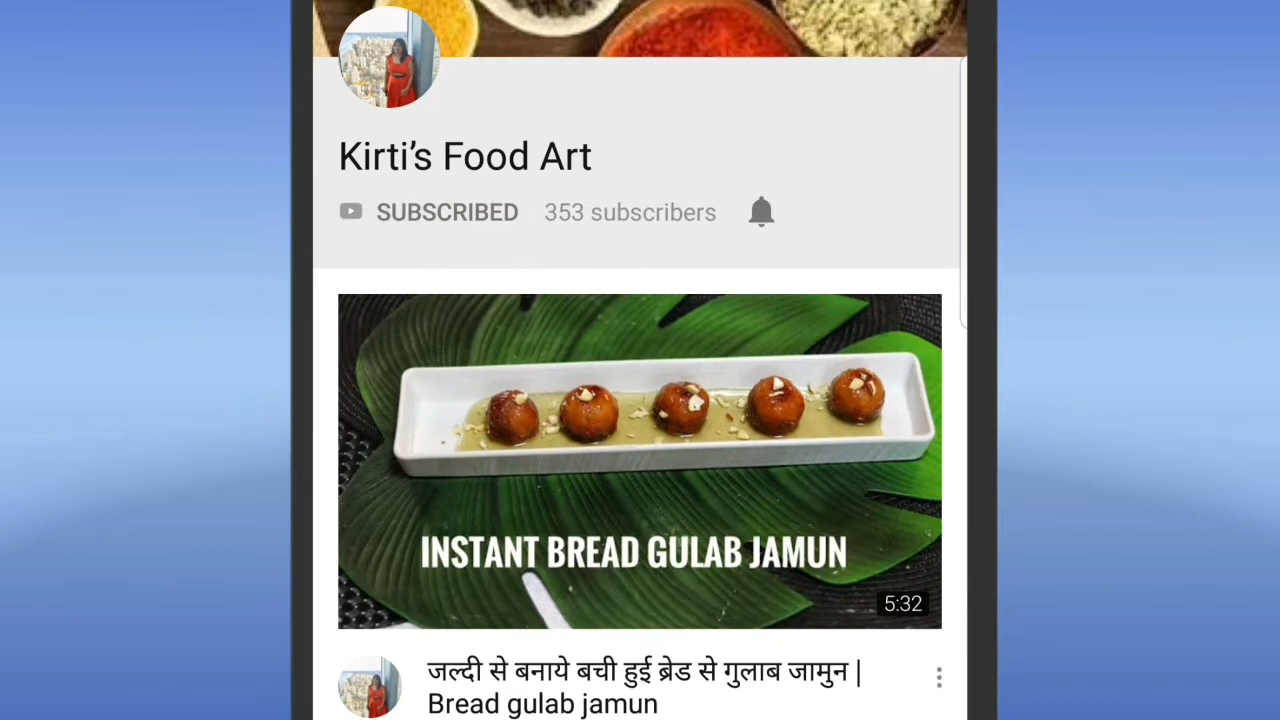 Kirti’s Food Art
SUBSCRIBED 353 subscribers
INSTANT BREAD GULAB JAMUN
5:32
जल्दी से बनाये बची हुई ब्रेड से गुलाब जामुन |
Bread gulab jamun